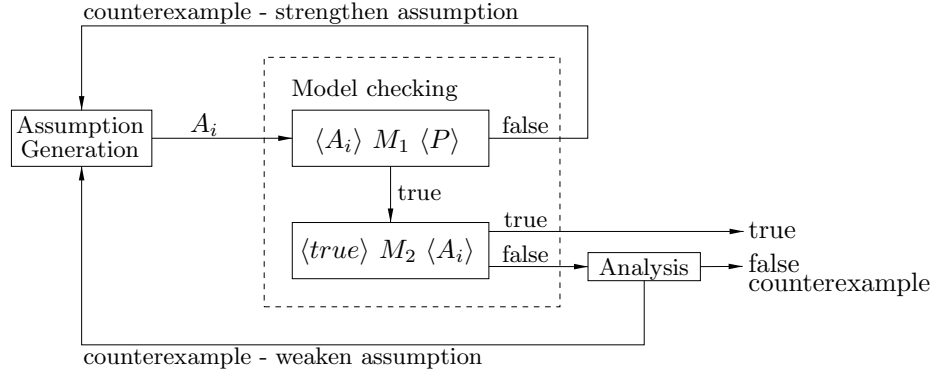 counterexample - strengthen assumption
Model checking
Assumption
Generation
A_i
⟨A_i⟩ M_1 ⟨P⟩
false
true
⟨true⟩ M_2 ⟨A_i⟩
true
true
false
Analysis
false
counterexample
counterexample - weaken assumption